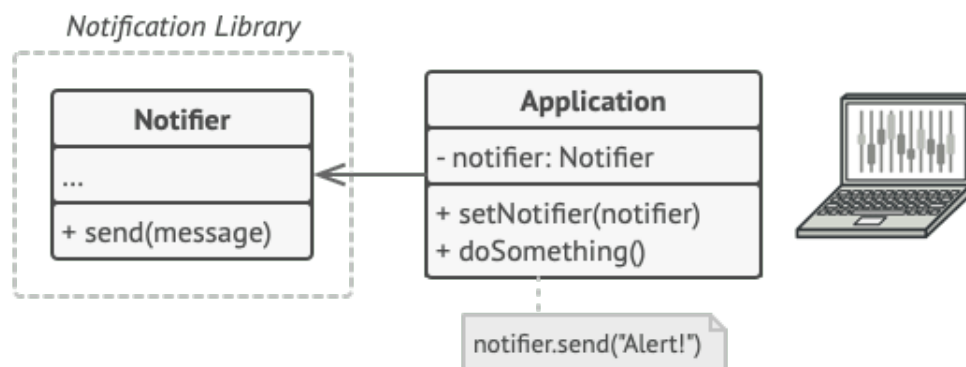 Notification Library
Notifier
...
+ send(message)
Application
- notifier: Notifier
+ setNotifier(notifier)
+ doSomething()
notifier.send("Alert!")